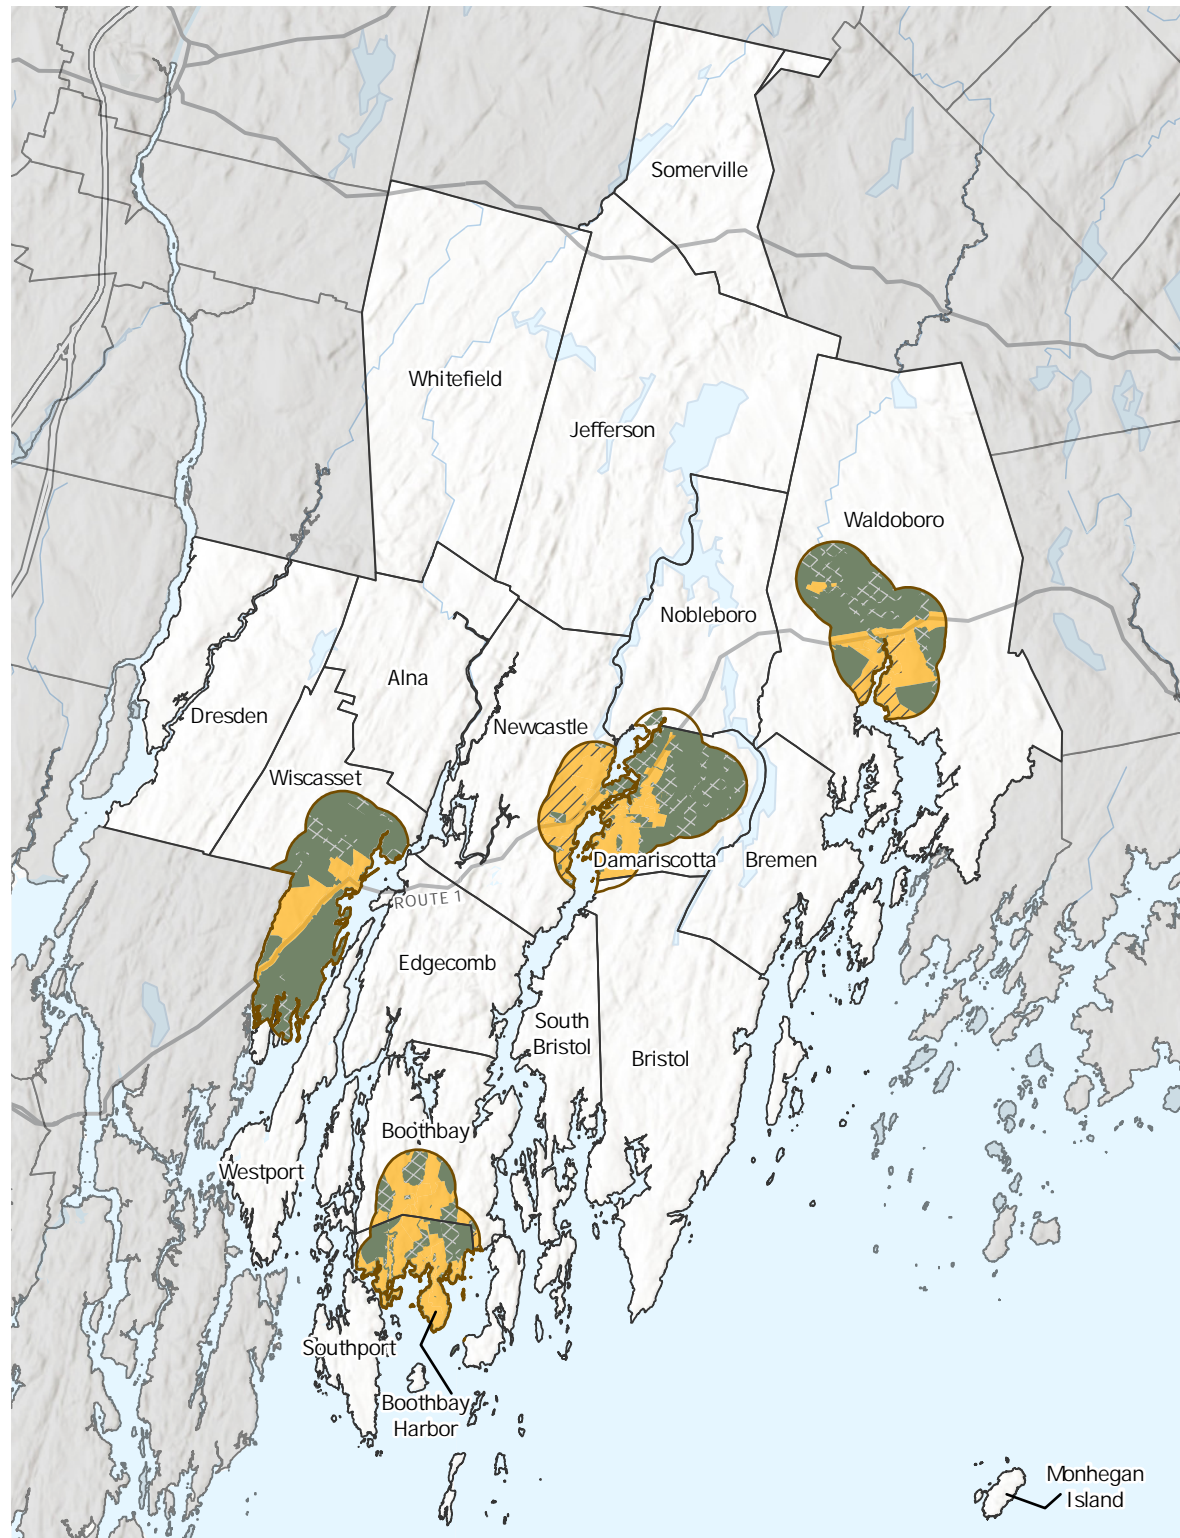 Somerville
Whitefield
Jefferson
Waldoboro
Nobleboro
Alna
Dresden
Newcastle
Wiscasset
Damariscotta
Bremen
ROUTE 1
Edgecomb
South
Bristol
Bristol
Boothbay
Westport
Southport
Boothbay
Harbor
Monhegan
Island